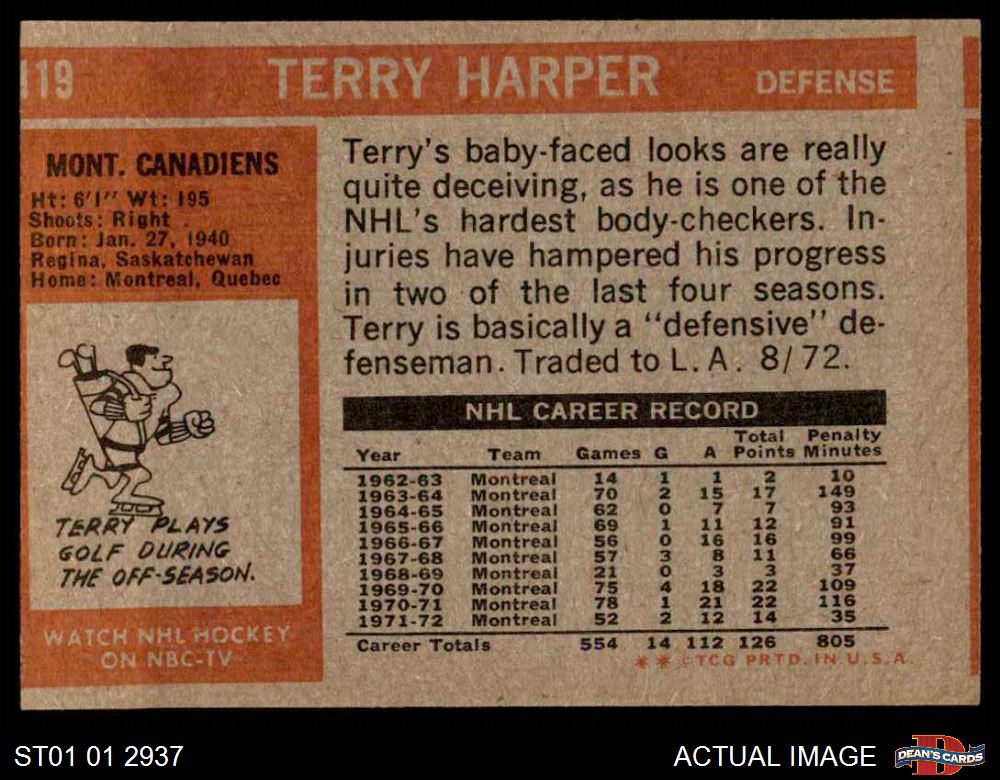 119 TERRY HARPER DEFENSE
MONT. CANADIENS
Ht: 6'1" Wt: 195
Shoots: Right
Born: Jan. 27, 1940
Regina, Saskatchewan
Home: Montreal, Quebec
TERRY PLAYS
GOLF DURING
THE OFF-SEASON.
WATCH NHL HOCKEY
ON NBC-TV
Terry's baby-faced looks are really
quite deceiving, as he is one of the
NHL's hardest body-checkers. In-
juries have hampered his progress
in two of the last four seasons.
Terry is basically a "defensive" de-
fenseman. Traded to L.A. 8/72.
NHL CAREER RECORD
Total Penalty
Year Team Games G A Points Minutes
1962-63 Montreal 14 1 1 2 10
1963-64 Montreal 70 2 15 17 149
1964-65 Montreal 62 0 7 7 93
1965-66 Montreal 69 1 11 12 91
1966-67 Montreal 56 0 16 16 99
1967-68 Montreal 57 3 8 11 66
1968-69 Montreal 21 0 3 3 37
1969-70 Montreal 75 4 18 22 109
1970-71 Montreal 78 1 21 22 116
1971-72 Montreal 52 2 12 14 35
Career Totals 554 14 112 126 805
* * © TCG PRTD. IN U.S.A.
ST01 01 2937 ACTUAL IMAGE DEAN'S CARDS